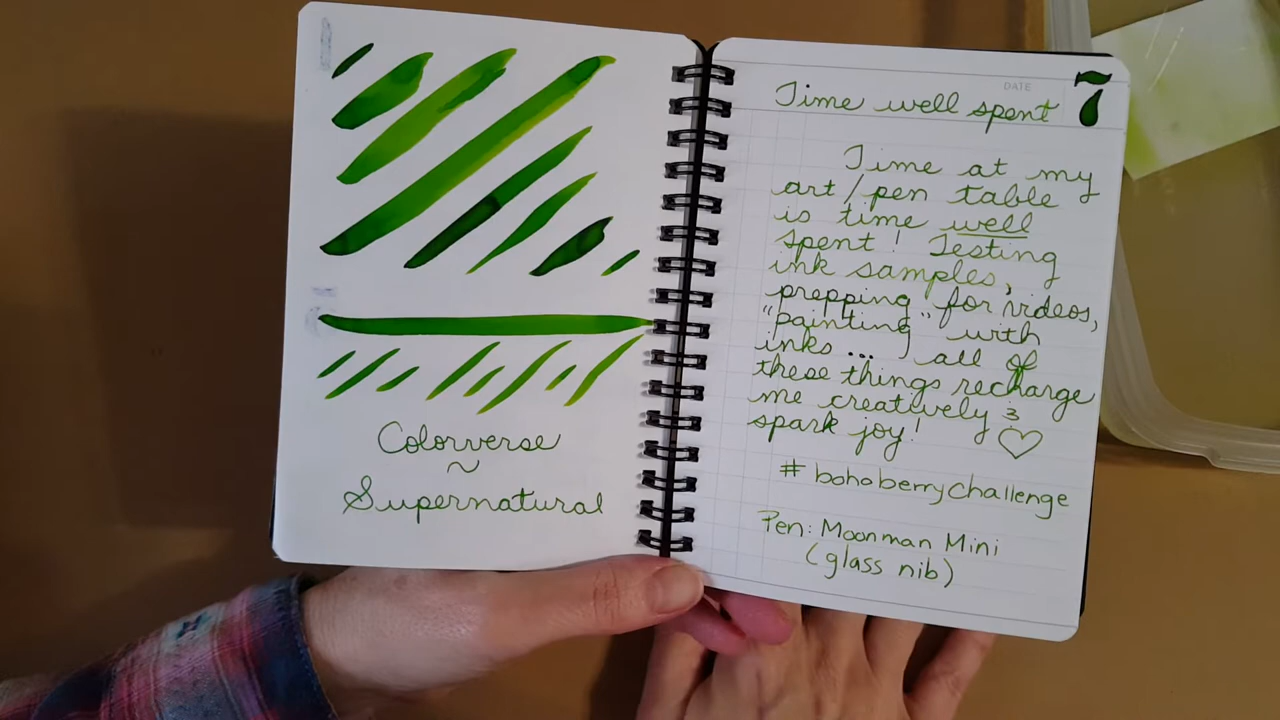 Colorverse
~
Supernatural
DATE
7
Time well spent
Time at my
art/pen table
is time well
spent! Testing
ink samples,
prepping for videos,
"painting" with
inks... all of
these things recharge
me creatively &
spark joy! ♡
#bohoberrychallenge
Pen: Moonman Mini
(glass nib)